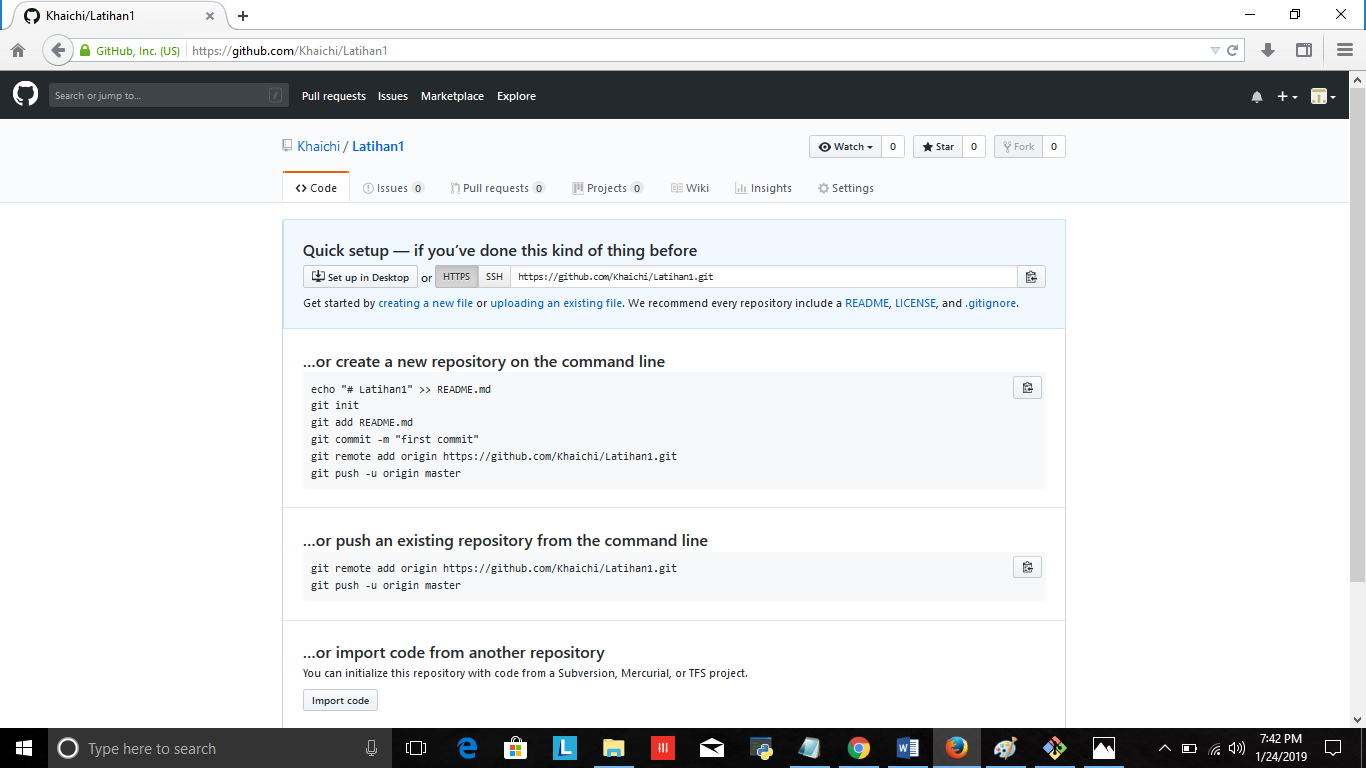 Khaichi/Latihan1
GitHub, Inc. (US) https://github.com/Khaichi/Latihan1
Search or jump to... / Pull requests Issues Marketplace Explore
Khaichi / Latihan1 Watch 0 Star 0 Fork 0
Code Issues 0 Pull requests 0 Projects 0 Wiki Insights Settings
Quick setup — if you’ve done this kind of thing before
Set up in Desktop or HTTPS SSH https://github.com/Khaichi/Latihan1.git
Get started by creating a new file or uploading an existing file. We recommend every repository include a README, LICENSE, and .gitignore.
…or create a new repository on the command line
echo "# Latihan1" >> README.md
git init
git add README.md
git commit -m "first commit"
git remote add origin https://github.com/Khaichi/Latihan1.git
git push -u origin master
…or push an existing repository from the command line
git remote add origin https://github.com/Khaichi/Latihan1.git
git push -u origin master
…or import code from another repository
You can initialize this repository with code from a Subversion, Mercurial, or TFS project.
Import code
Type here to search
L
7:42 PM
1/24/2019